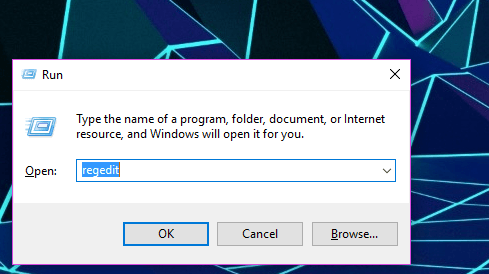 Run
Type the name of a program, folder, document, or Internet
resource, and Windows will open it for you.
Open: regedit
OK Cancel Browse...